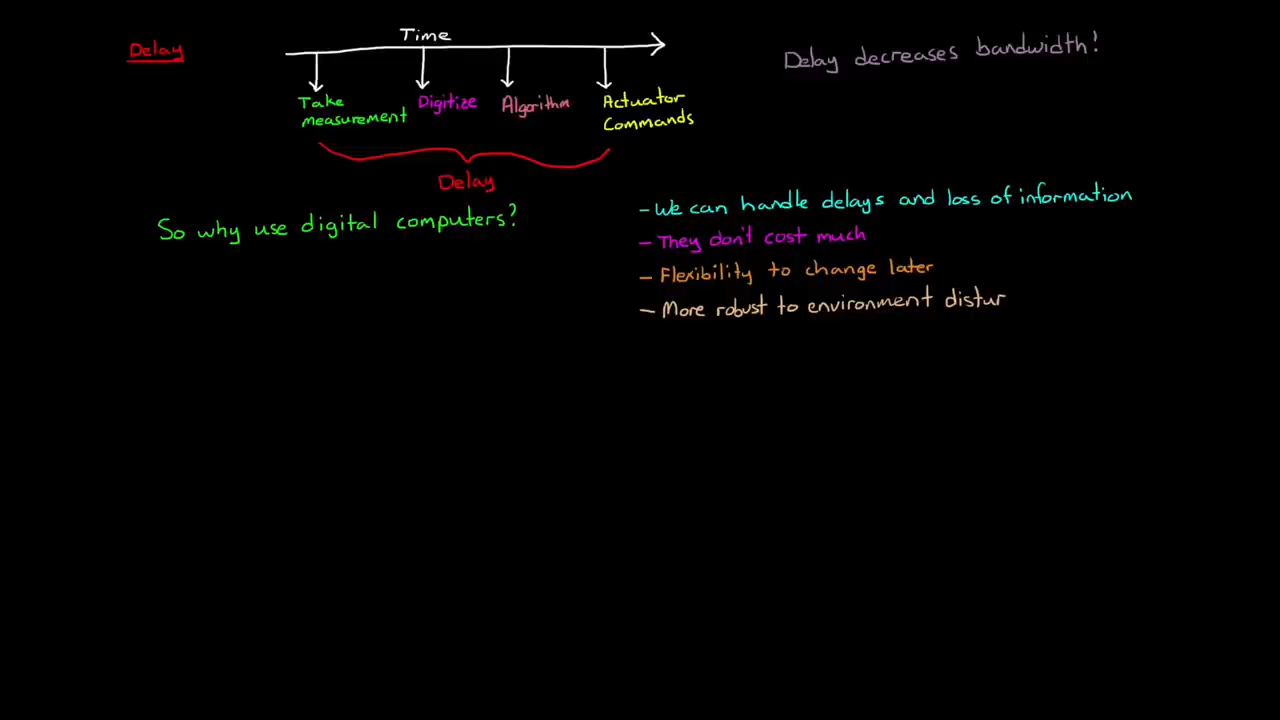 Delay
Time
Delay decreases bandwidth!
Take
measurement
Digitize
Algorithm
Actuator
Commands
Delay
So why use digital computers?
- We can handle delays and loss of information
- They don't cost much
- Flexibility to change later
- More robust to environment distur